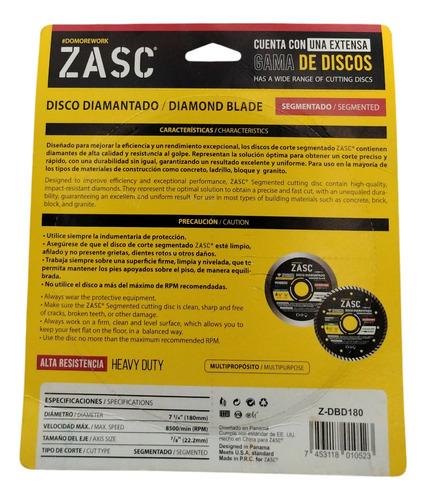 #DOMOREWORK
ZASC®
CUENTA CON UNA EXTENSA
GAMA DE DISCOS
HAS A WIDE RANGE OF CUTTING DISCS
DISCO DIAMANTADO / DIAMOND BLADE
SEGMENTADO / SEGMENTED
CARACTERÍSTICAS / CHARACTERISTICS
Diseñado para mejorar la eficiencia y un rendimiento excepcional, los discos de corte segmentado ZASC® contienen
diamantes de alta calidad y resistencia al golpe. Representan la solución óptima para obtener un corte preciso y
rápido, con una durabilidad sin igual, garantizando un resultado excelente y uniforme. Para uso en la mayoría de
los tipos de materiales de construcción como concreto, ladrillo, bloque y granito.
Designed to improve efficiency and exceptional performance, ZASC® Segmented cutting disc contain high-quality,
impact-resistant diamonds. They represent the optimal solution to obtain a precise and fast cut, with an unequaled dura-
bility, guaranteeing an excellent and uniform result. For use in most types of building materials such as concrete, brick,
block, and granite.
PRECAUCIÓN / CAUTION
• Utilice siempre la indumentaria de protección.
• Asegúrese de que el disco de corte segmentado ZASC® esté limpio,
afilado y no presente grietas, dientes rotos u otros daños.
• Trabaja siempre sobre una superficie firme, limpia y nivelada, que te
permita mantener los pies apoyados sobre el piso, de manera equili-
brada.
• No utilice el disco a más del máximo de RPM recomendadas.
• Always wear the protective equipment.
• Make sure the ZASC® Segmented cutting disc is clean, sharp and free
of cracks, broken teeth, or other damage.
• Always work on a firm, clean and level surface, which allows you to
keep your feet flat on the floor, in a balanced way.
• Use the disc no more than the maximum recommended RPM.
ZASC
ZASC
ALTA RESISTENCIA HEAVY DUTY
MULTIPROPÓSITO / MULTIPURPOSE
ESPECIFICACIONES / SPECIFICATIONS
DIÁMETRO / DIAMETER 7 ¼" (180mm)
VELOCIDAD MÁX. / MAX. SPEED 8500/min (RPM)
TAMAÑO DEL EJE / AXIS SIZE ⅞" (22.2mm)
TIPO DE CORTE / CUT TYPE SEGMENTADO / SEGMENTED
Diseñado en Panamá
Cumple con estándar de EE. UU.
Hecho en China para ZASC®
Designed in Panama
Meets U.S. standard
Made in P.R.C. for ZASC®
Z-DBD180
7 453118 010523